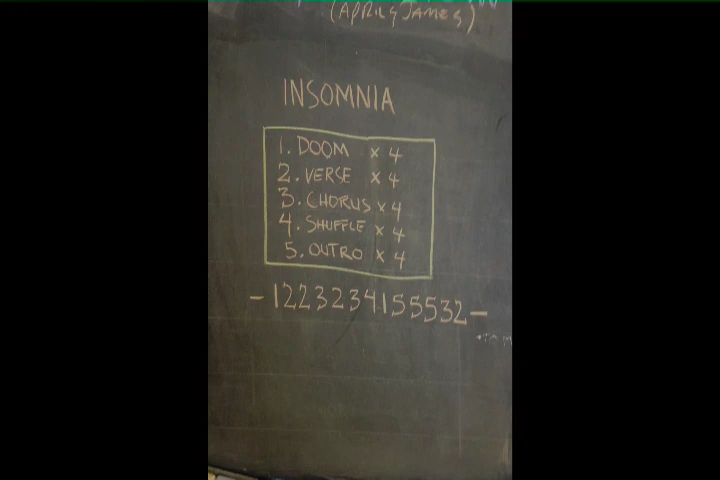 (APRIL & JAMES)
INSOMNIA
1. DOOM x 4
2. VERSE x 4
3. CHORUS x 4
4. SHUFFLE x 4
5. OUTRO x 4
- 1223234155532 -